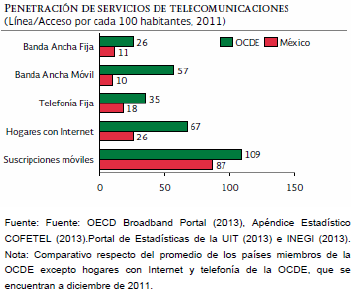 PENETRACIÓN DE SERVICIOS DE TELECOMUNICACIONES
(Línea/Acceso por cada 100 habitantes, 2011)
OCDE México
Banda Ancha Fija 26
11
Banda Ancha Móvil 57
10
Telefonía Fija 35
18
Hogares con Internet 67
26
Suscripciones móviles 109
87
0 50 100 150
Fuente: Fuente: OECD Broadband Portal (2013), Apéndice Estadístico
COFETEL (2013).Portal de Estadísticas de la UIT (2013) e INEGI (2013).
Nota: Comparativo respecto del promedio de los países miembros de la
OCDE excepto hogares con Internet y telefonía de la OCDE, que se
encuentran a diciembre de 2011.